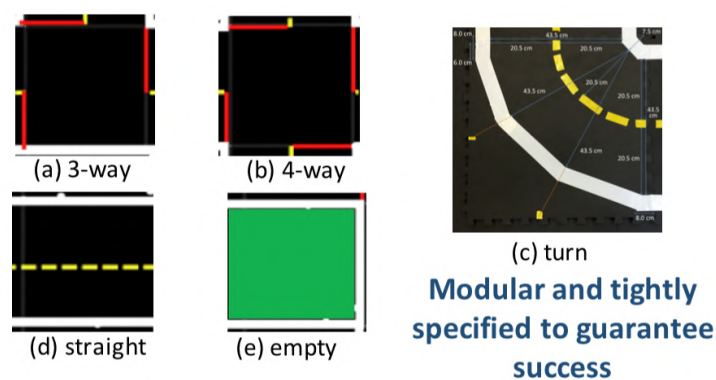 (a) 3-way
(b) 4-way
8.0 cm
43.5 cm
7.5 cm
20.5 cm
20.5 cm
6.0 cm
20.5 cm
43.5 cm
20.5 cm
43.5
cm
43.5 cm
20.5 cm
8.0 cm
(c) turn
(d) straight
(e) empty
Modular and tightly
specified to guarantee
success